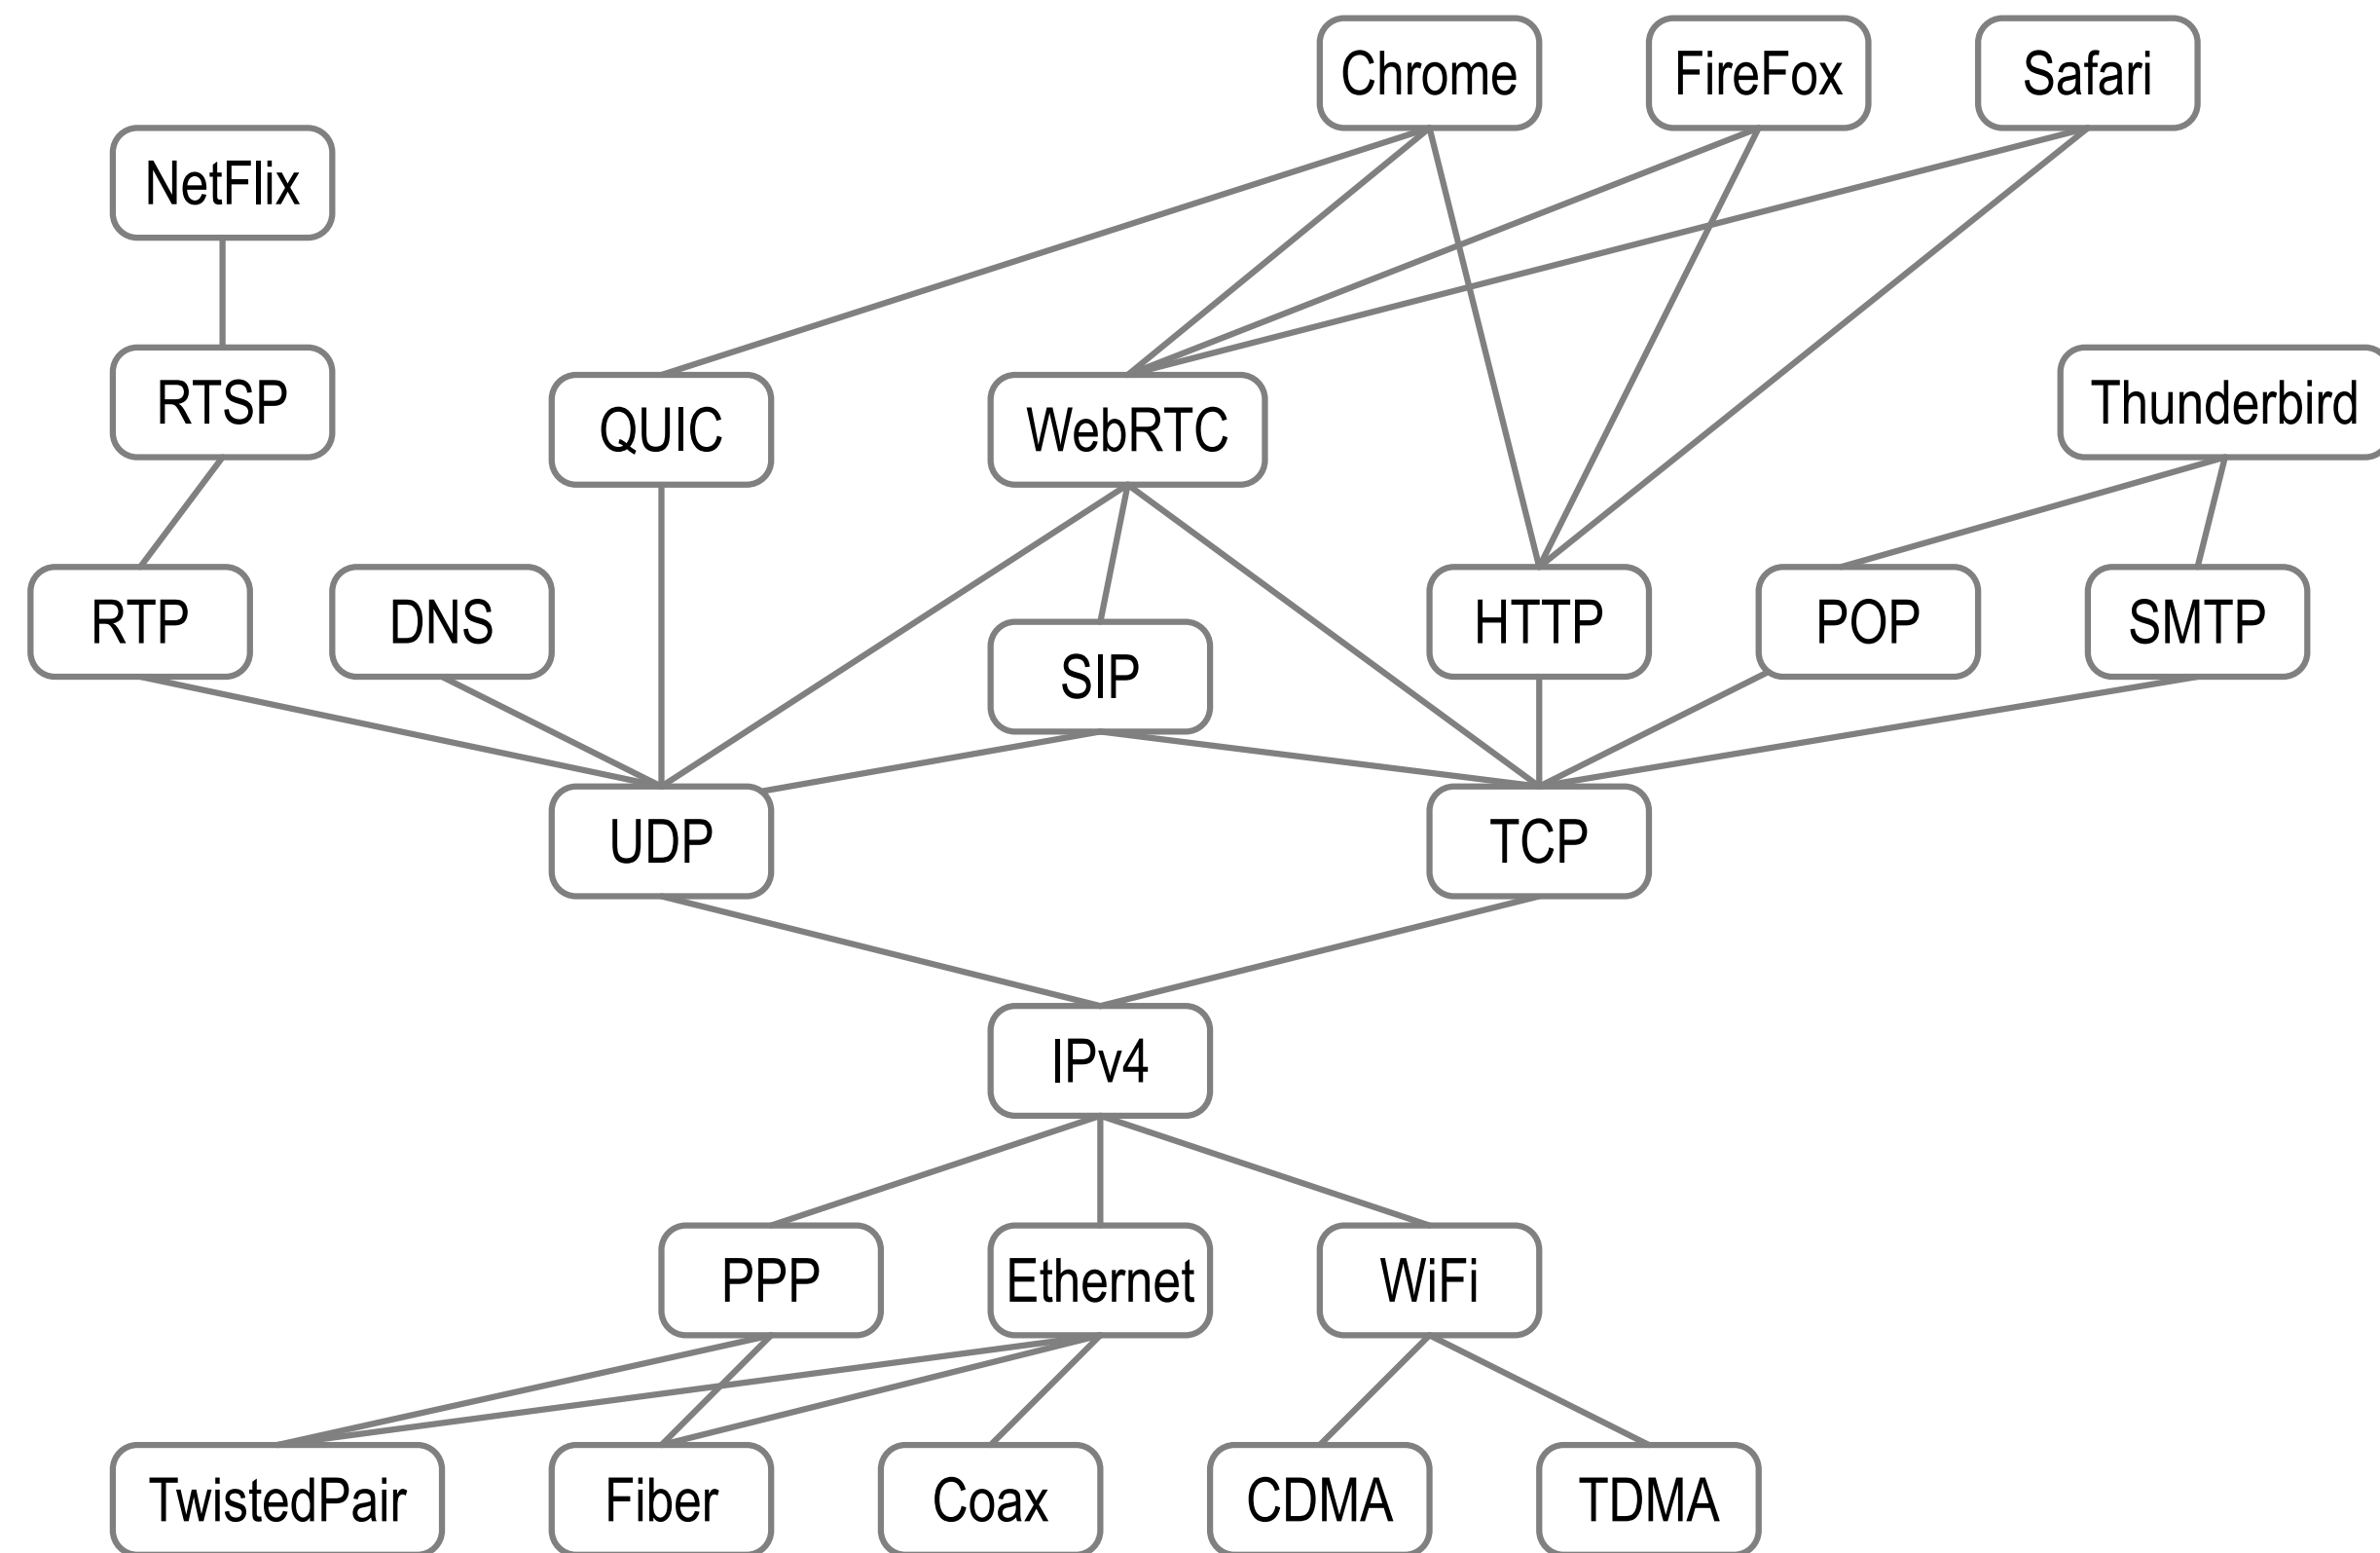 Chrome
FireFox
Safari
NetFlix
RTSP
QUIC
WebRTC
Thunderbird
RTP
DNS
SIP
HTTP
POP
SMTP
UDP
TCP
IPv4
PPP
Ethernet
WiFi
TwistedPair
Fiber
Coax
CDMA
TDMA